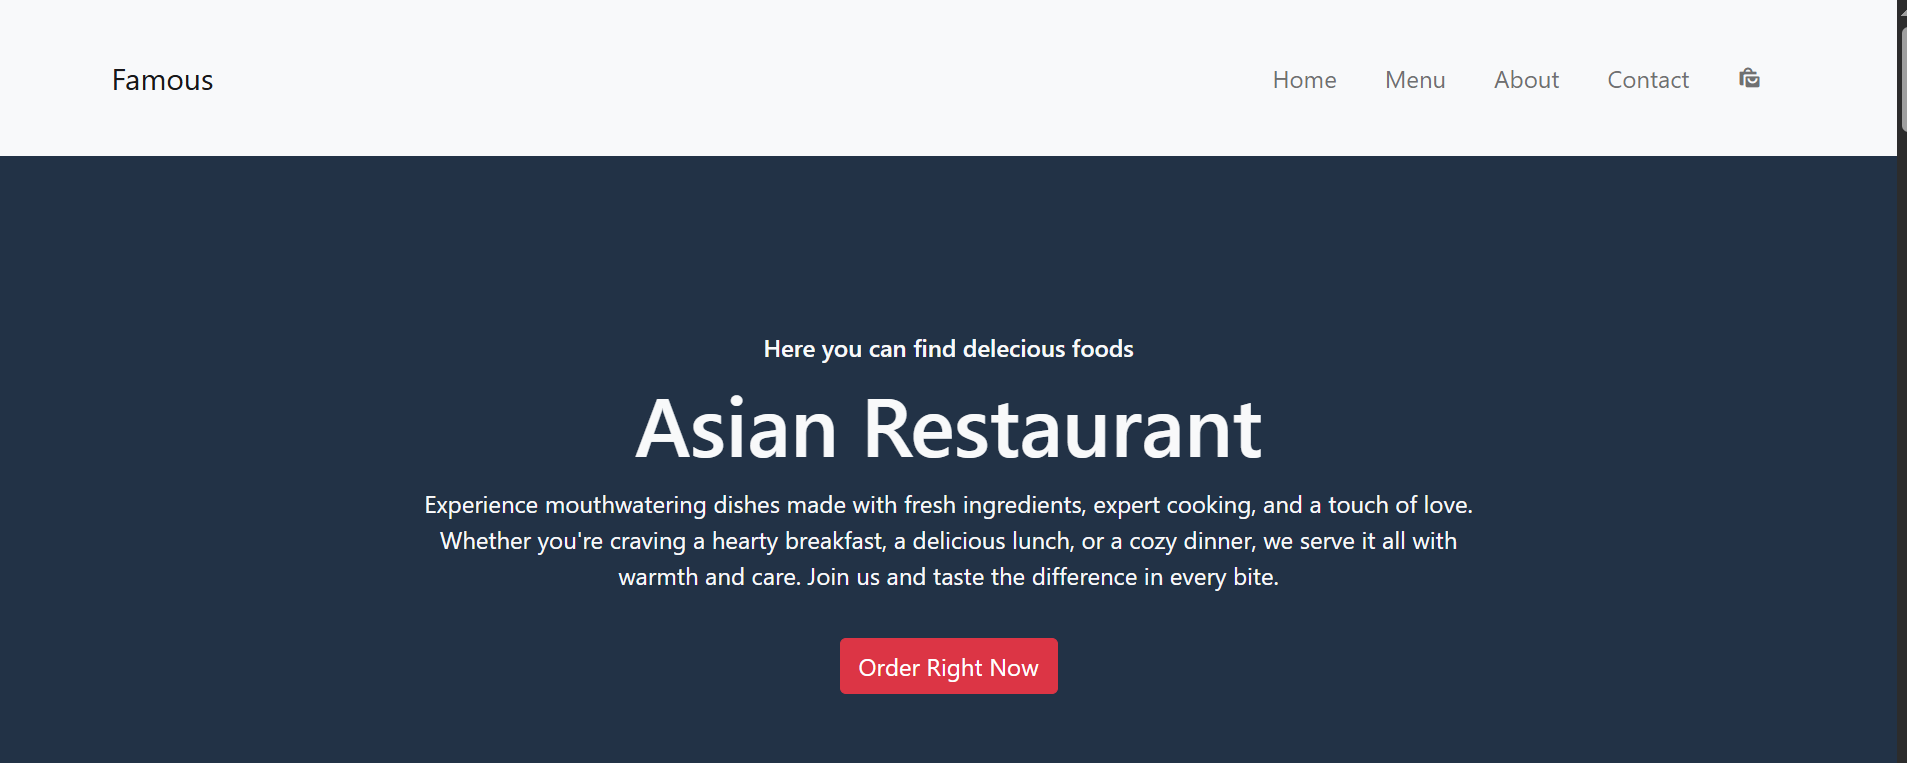 Famous
Home Menu About Contact
Here you can find delecious foods
Asian Restaurant
Experience mouthwatering dishes made with fresh ingredients, expert cooking, and a touch of love.
Whether you're craving a hearty breakfast, a delicious lunch, or a cozy dinner, we serve it all with
warmth and care. Join us and taste the difference in every bite.
Order Right Now